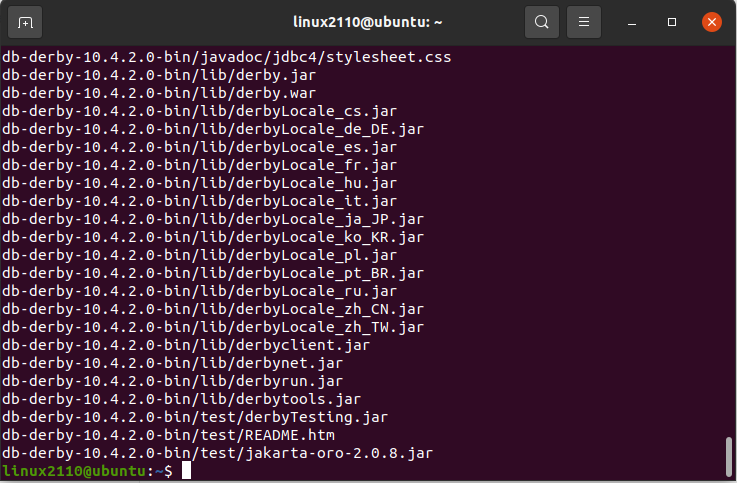 linux2110@ubuntu: ~
db-derby-10.4.2.0-bin/javadoc/jdbc4/stylesheet.css
db-derby-10.4.2.0-bin/lib/derby.jar
db-derby-10.4.2.0-bin/lib/derby.war
db-derby-10.4.2.0-bin/lib/derbyLocale_cs.jar
db-derby-10.4.2.0-bin/lib/derbyLocale_de_DE.jar
db-derby-10.4.2.0-bin/lib/derbyLocale_es.jar
db-derby-10.4.2.0-bin/lib/derbyLocale_fr.jar
db-derby-10.4.2.0-bin/lib/derbyLocale_hu.jar
db-derby-10.4.2.0-bin/lib/derbyLocale_it.jar
db-derby-10.4.2.0-bin/lib/derbyLocale_ja_JP.jar
db-derby-10.4.2.0-bin/lib/derbyLocale_ko_KR.jar
db-derby-10.4.2.0-bin/lib/derbyLocale_pl.jar
db-derby-10.4.2.0-bin/lib/derbyLocale_pt_BR.jar
db-derby-10.4.2.0-bin/lib/derbyLocale_ru.jar
db-derby-10.4.2.0-bin/lib/derbyLocale_zh_CN.jar
db-derby-10.4.2.0-bin/lib/derbyLocale_zh_TW.jar
db-derby-10.4.2.0-bin/lib/derbyclient.jar
db-derby-10.4.2.0-bin/lib/derbynet.jar
db-derby-10.4.2.0-bin/lib/derbyrun.jar
db-derby-10.4.2.0-bin/lib/derbytools.jar
db-derby-10.4.2.0-bin/test/derbyTesting.jar
db-derby-10.4.2.0-bin/test/README.htm
db-derby-10.4.2.0-bin/test/jakarta-oro-2.0.8.jar
linux2110@ubuntu:~$